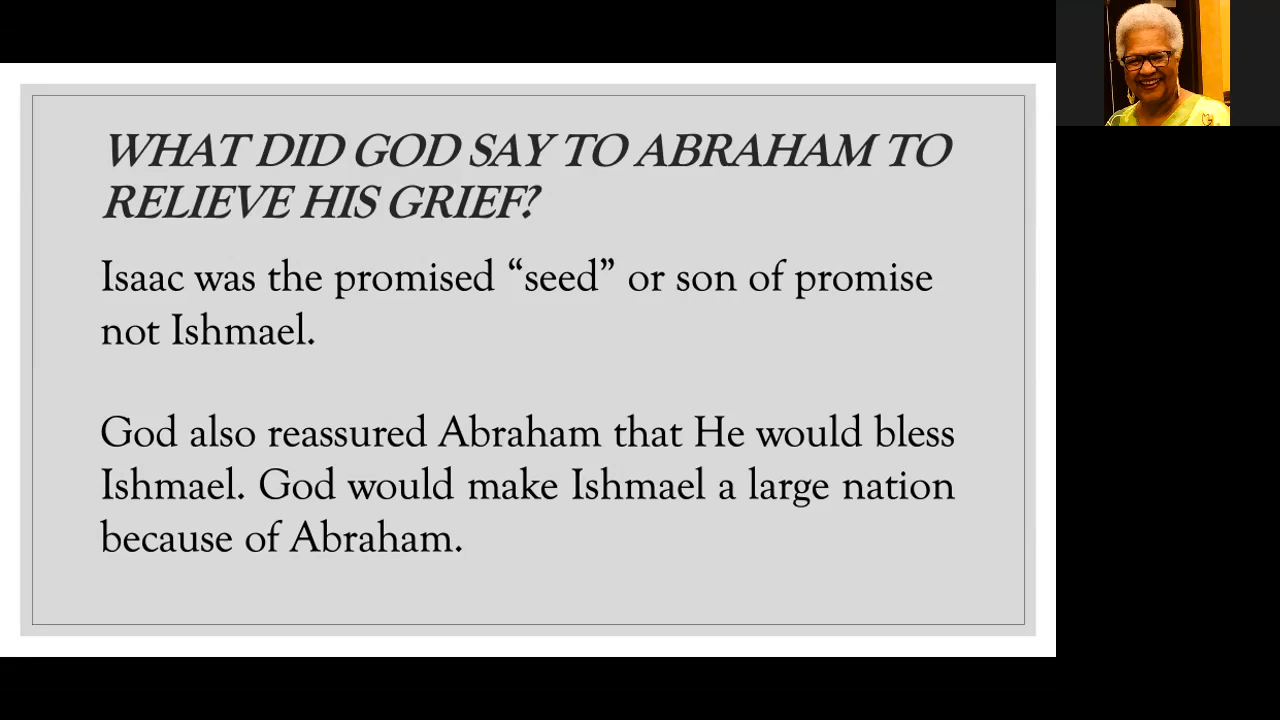 WHAT DID GOD SAY TO ABRAHAM TO
RELIEVE HIS GRIEF?
Isaac was the promised “seed” or son of promise
not Ishmael.
God also reassured Abraham that He would bless
Ishmael. God would make Ishmael a large nation
because of Abraham.